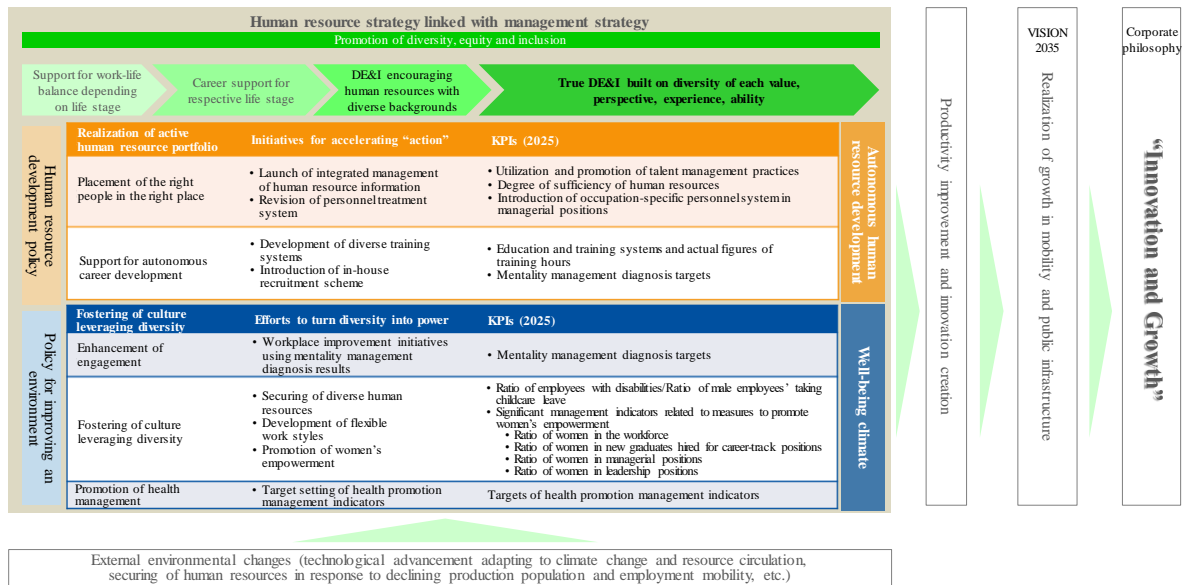 Human resource strategy linked with management strategy
Promotion of diversity, equity and inclusion
Support for work-life
balance depending
on life stage
Career support for
respective life stage
DE&I encouraging
human resources with
diverse backgrounds
True DE&I built on diversity of each value,
perspective, experience, ability
Human resource
development policy
Realization of active
human resource portfolio
Initiatives for accelerating “action”
KPIs (2025)
Placement of the right
people in the right place
• Launch of integrated management
of human resource information
• Revision of personnel treatment
system
• Utilization and promotion of talent management practices
• Degree of sufficiency of human resources
• Introduction of occupation-specific personnel system in
managerial positions
Support for autonomous
career development
• Development of diverse training
systems
• Introduction of in-house
recruitment scheme
• Education and training systems and actual figures of
training hours
• Mentality management diagnosis targets
Autonomous human
resource development
Policy for improving an
environment
Fostering of culture
leveraging diversity
Efforts to turn diversity into power
KPIs (2025)
Enhancement of
engagement
• Workplace improvement initiatives
using mentality management
diagnosis results
• Mentality management diagnosis targets
Fostering of culture
leveraging diversity
• Securing of diverse human
resources
• Development of flexible
work styles
• Promotion of women’s
empowerment
• Ratio of employees with disabilities/Ratio of male employees’ taking
childcare leave
• Significant management indicators related to measures to promote
women’s empowerment
• Ratio of women in the workforce
• Ratio of women in new graduates hired for career-track positions
• Ratio of women in managerial positions
• Ratio of women in leadership positions
Promotion of health
management
• Target setting of health promotion
management indicators
Targets of health promotion management indicators
Well-being climate
External environmental changes (technological advancement adapting to climate change and resource circulation,
securing of human resources in response to declining production population and employment mobility, etc.)
Productivity improvement and innovation creation
VISION
2035
Realization of growth in mobility and public infrastructure
Corporate
philosophy
“Innovation and Growth”